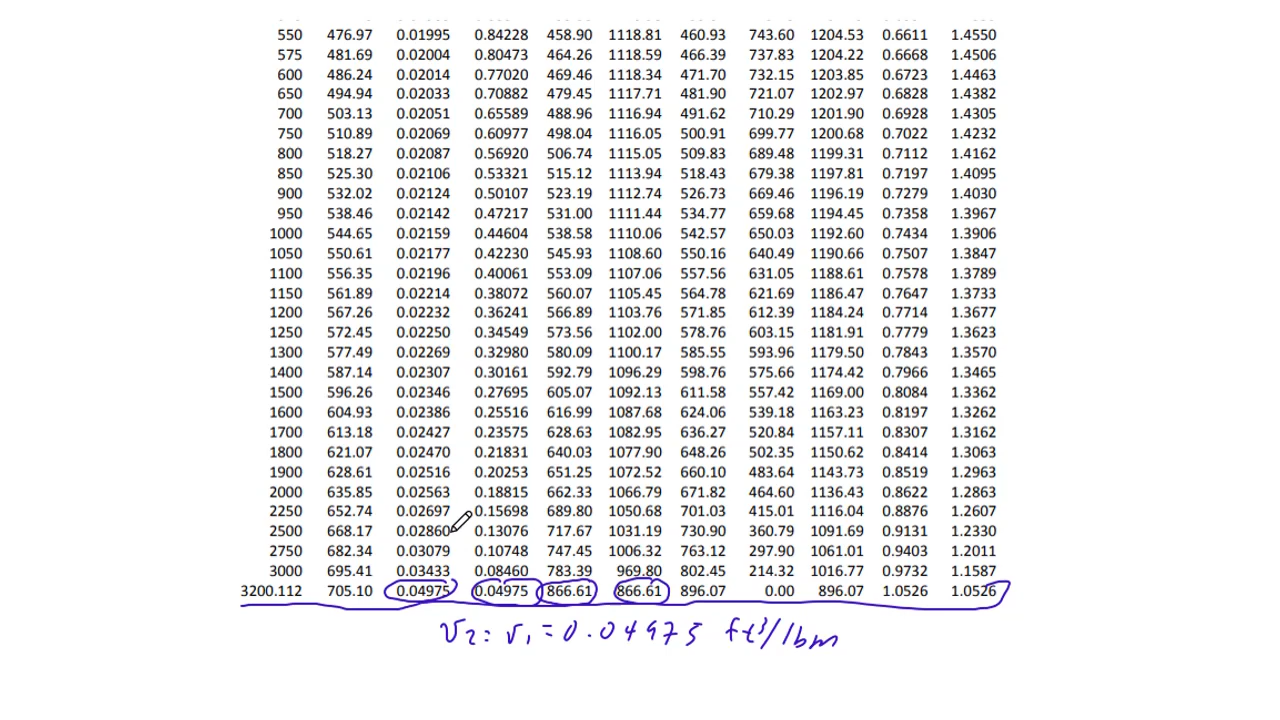 550 476.97 0.01995 0.84228 458.90 1118.81 460.93 743.60 1204.53 0.6611 1.4550
575 481.69 0.02004 0.80473 464.26 1118.59 466.39 737.83 1204.22 0.6668 1.4506
600 486.24 0.02014 0.77020 469.46 1118.34 471.70 732.15 1203.85 0.6723 1.4463
650 494.94 0.02033 0.70882 479.45 1117.71 481.90 721.07 1202.97 0.6828 1.4382
700 503.13 0.02051 0.65589 488.96 1116.94 491.62 710.29 1201.90 0.6928 1.4305
750 510.89 0.02069 0.60977 498.04 1116.05 500.91 699.77 1200.68 0.7022 1.4232
800 518.27 0.02087 0.56920 506.74 1115.05 509.83 689.48 1199.31 0.7112 1.4162
850 525.30 0.02106 0.53321 515.12 1113.94 518.43 679.38 1197.81 0.7197 1.4095
900 532.02 0.02124 0.50107 523.19 1112.74 526.73 669.46 1196.19 0.7279 1.4030
950 538.46 0.02142 0.47217 531.00 1111.44 534.77 659.68 1194.45 0.7358 1.3967
1000 544.65 0.02159 0.44604 538.58 1110.06 542.57 650.03 1192.60 0.7434 1.3906
1050 550.61 0.02177 0.42230 545.93 1108.60 550.16 640.49 1190.66 0.7507 1.3847
1100 556.35 0.02196 0.40061 553.09 1107.06 557.56 631.05 1188.61 0.7578 1.3789
1150 561.89 0.02214 0.38072 560.07 1105.45 564.78 621.69 1186.47 0.7647 1.3733
1200 567.26 0.02232 0.36241 566.89 1103.76 571.85 612.39 1184.24 0.7714 1.3677
1250 572.45 0.02250 0.34549 573.56 1102.00 578.76 603.15 1181.91 0.7779 1.3623
1300 577.49 0.02269 0.32980 580.09 1100.17 585.55 593.96 1179.50 0.7843 1.3570
1400 587.14 0.02307 0.30161 592.79 1096.29 598.76 575.66 1174.42 0.7966 1.3465
1500 596.26 0.02346 0.27695 605.07 1092.13 611.58 557.42 1169.00 0.8084 1.3362
1600 604.93 0.02386 0.25516 616.99 1087.68 624.06 539.18 1163.23 0.8197 1.3262
1700 613.18 0.02427 0.23575 628.63 1082.95 636.27 520.84 1157.11 0.8307 1.3162
1800 621.07 0.02470 0.21831 640.03 1077.90 648.26 502.35 1150.62 0.8414 1.3063
1900 628.61 0.02516 0.20253 651.25 1072.52 660.10 483.64 1143.73 0.8519 1.2963
2000 635.85 0.02563 0.18815 662.33 1066.79 671.82 464.60 1136.43 0.8622 1.2863
2250 652.74 0.02697 0.15698 689.80 1050.68 701.03 415.01 1116.04 0.8876 1.2607
2500 668.17 0.02860 0.13076 717.67 1031.19 730.90 360.79 1091.69 0.9131 1.2330
2750 682.34 0.03079 0.10748 747.45 1006.32 763.12 297.90 1061.01 0.9403 1.2011
3000 695.41 0.03433 0.08460 783.39 969.80 802.45 214.32 1016.77 0.9732 1.1587
3200.112 705.10 0.04975 0.04975 866.61 866.61 896.07 0.00 896.07 1.0526 1.0526
v2 = v1 = 0.04975 ft³/lbm